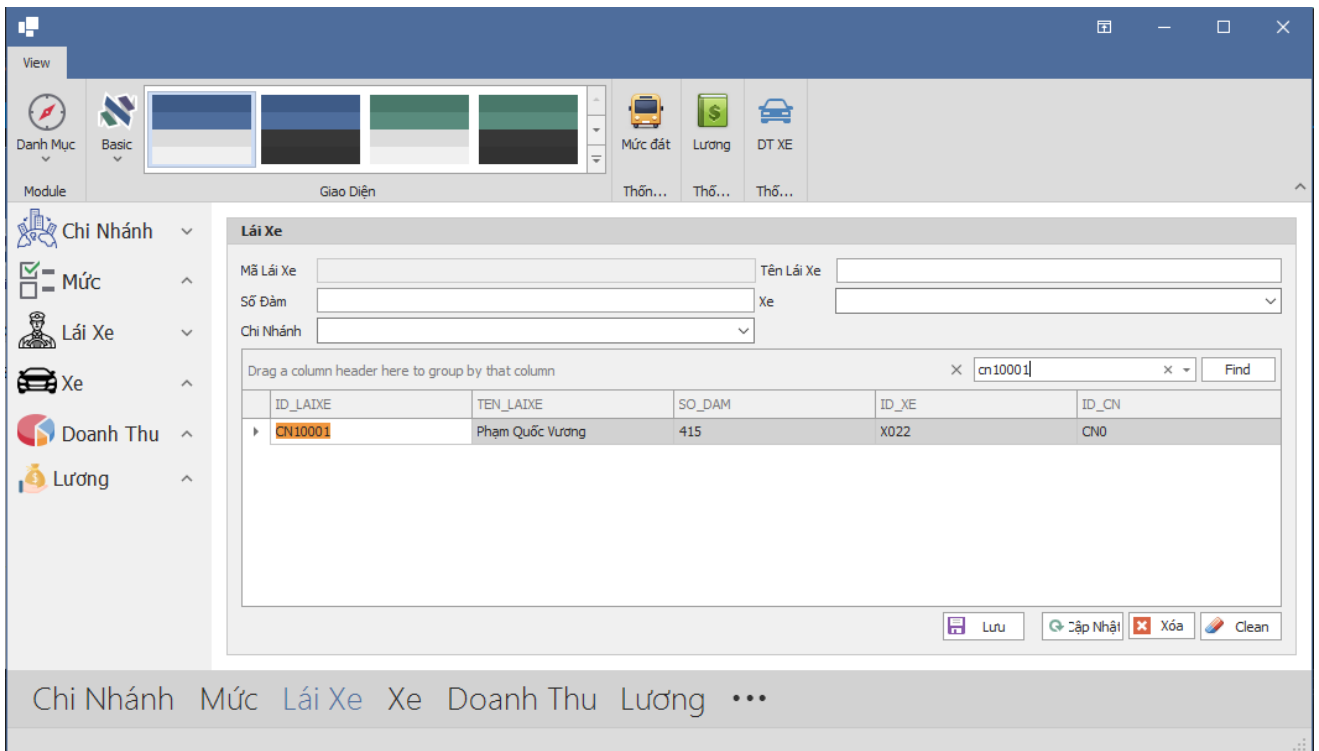 View
Danh Mục
Basic
Mức đát
Lương
DT XE
Module
Giao Diện
Thốn...
Thố...
Thố...
Chi Nhánh
Mức
Lái Xe
Xe
Doanh Thu
Lương
Lái Xe
Mã Lái Xe
Tên Lái Xe
Số Đàm
Xe
Chi Nhánh
Drag a column header here to group by that column
cn10001
Find
ID_LAIXE TEN_LAIXE SO_DAM ID_XE ID_CN
CN10001 Phạm Quốc Vương 415 X022 CN0
Lưu
Cập Nhật
Xóa
Clean
Chi Nhánh Mức Lái Xe Xe Doanh Thu Lương •••